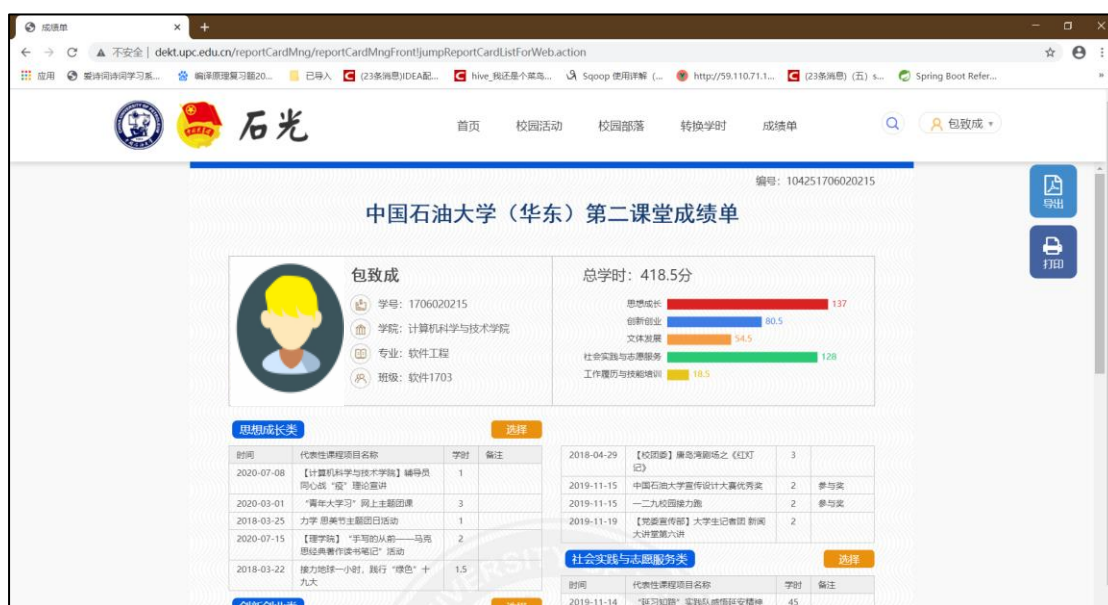 成绩单
不安全 | dekt.upc.edu.cn/reportCardMng/reportCardMngFront!jumpReportCardListForWeb.action
应用 爱诗词诗词学习系... 编译原理复习题20... 已导入 (23条消息)IDEA配... hive_我还是个菜鸟... Sqoop 使用详解 (... http://59.110.71.1... (23条消息) (五) s... Spring Boot Refer...
石光 首页 校园活动 校园部落 转换学时 成绩单 包致成
编号: 104251706020215
导出
中国石油大学（华东）第二课堂成绩单
打印
包致成
学号: 1706020215
学院: 计算机科学与技术学院
专业: 软件工程
班级: 软件1703
总学时: 418.5分
思想成长 137
创新创业 80.5
文体发展 54.5
社会实践与志愿服务 128
工作履历与技能培训 18.5
思想成长类 选择
时间 代表性课程项目名称 学时 备注
2020-07-08 【计算机科学与技术学院】辅导员 1
同心战“疫”理论宣讲
2020-03-01 “青年大学习”网上主题团课 3
2018-03-25 力学 思美节主题团日活动 1
2020-07-15 【理学院】“手写的从前——马克 2
思经典著作读书笔记”活动
2018-03-22 接力地球一小时，践行“绿色”十 1.5
九大
创新创业类 选择
2018-04-29 【校团委】唐岛湾剧场之《红灯 3
记》
2019-11-15 中国石油大学宣传设计大赛优秀奖 2 参与奖
2019-11-15 一二九校园接力跑 2 参与奖
2019-11-19 【党委宣传部】大学生记者团 新闻 2
大讲堂第六讲
社会实践与志愿服务类 选择
时间 代表性课程项目名称 学时 备注
2019-11-14 “延习知路”实践队感悟延安精神 45